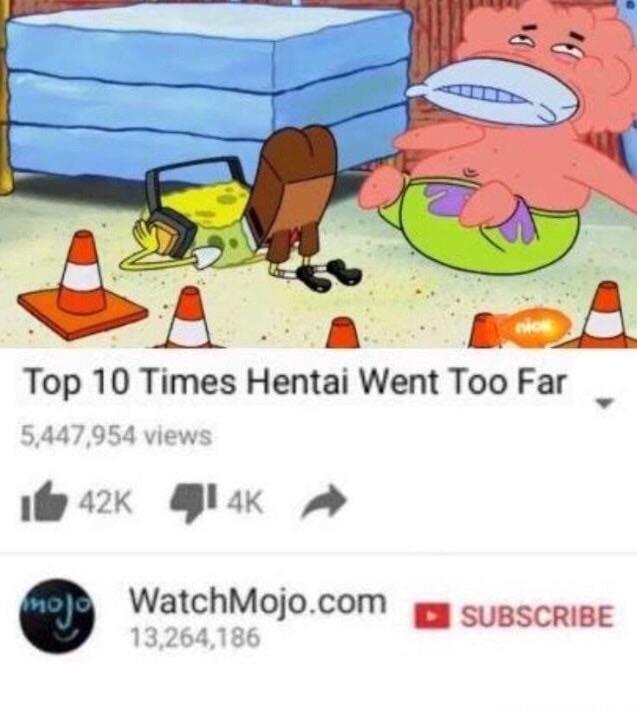 nick
Top 10 Times Hentai Went Too Far
5,447,954 views
42K 4K
mojo
WatchMojo.com
SUBSCRIBE
13,264,186